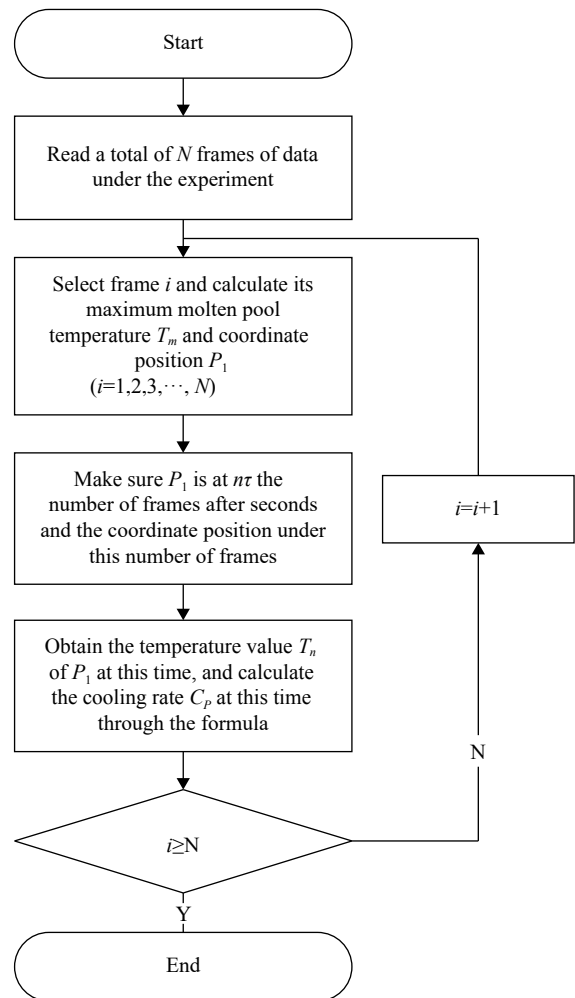 Start
Read a total of N frames of data
under the experiment
Select frame i and calculate its
maximum molten pool
temperature Tₘ and coordinate
position P₁
(i=1,2,3,⋯, N)
Make sure P₁ is at nτ the
number of frames after seconds
and the coordinate position under
this number of frames
i=i+1
Obtain the temperature value Tₙ
of P₁ at this time, and calculate
the cooling rate Cₚ at this time
through the formula
N
i≥N
Y
End